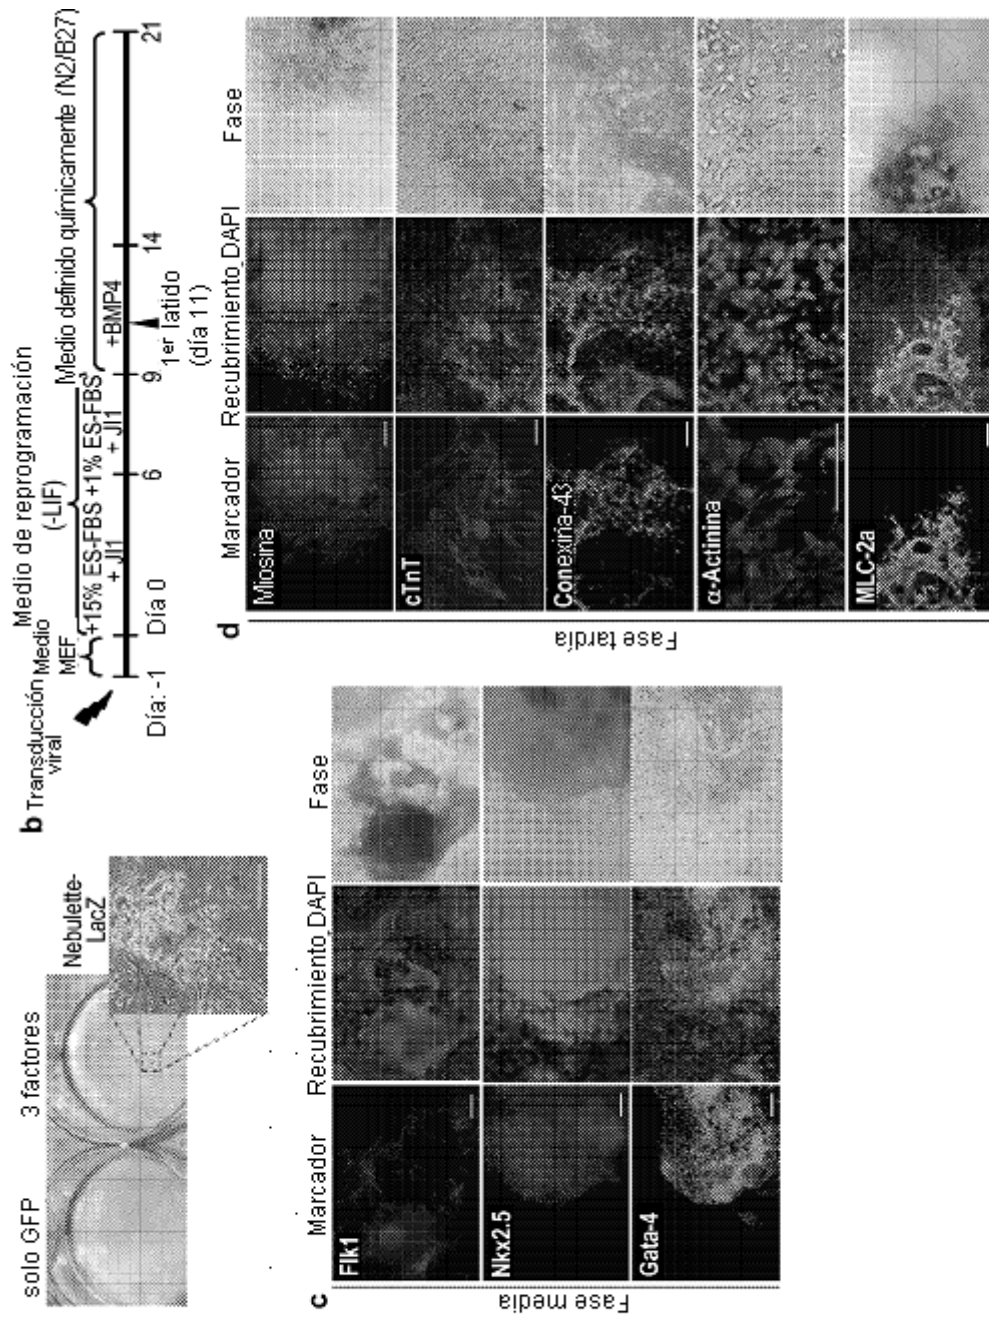 solo GFP
3 factores
Nebulette-
LacZ
b
Transducción
viral
Medio
MEF
Medio de reprogramación
(-LIF)
+15% ES-FBS +1% ES-FBS
+ JI1
+ JI1
Medio definido químicamente (N2/B27)
+BMP4
Día: -1
Día 0
6
9
14
21
1er latido
(día 11)
c
Marcador
Recubrimiento_DAPI
Fase
Fase media
Flk1
Nkx2.5
Gata-4
d
Marcador
Recubrimiento_DAPI
Fase
Fase tardía
Miosina
cTnT
Conexina-43
α-Actinina
MLC-2a